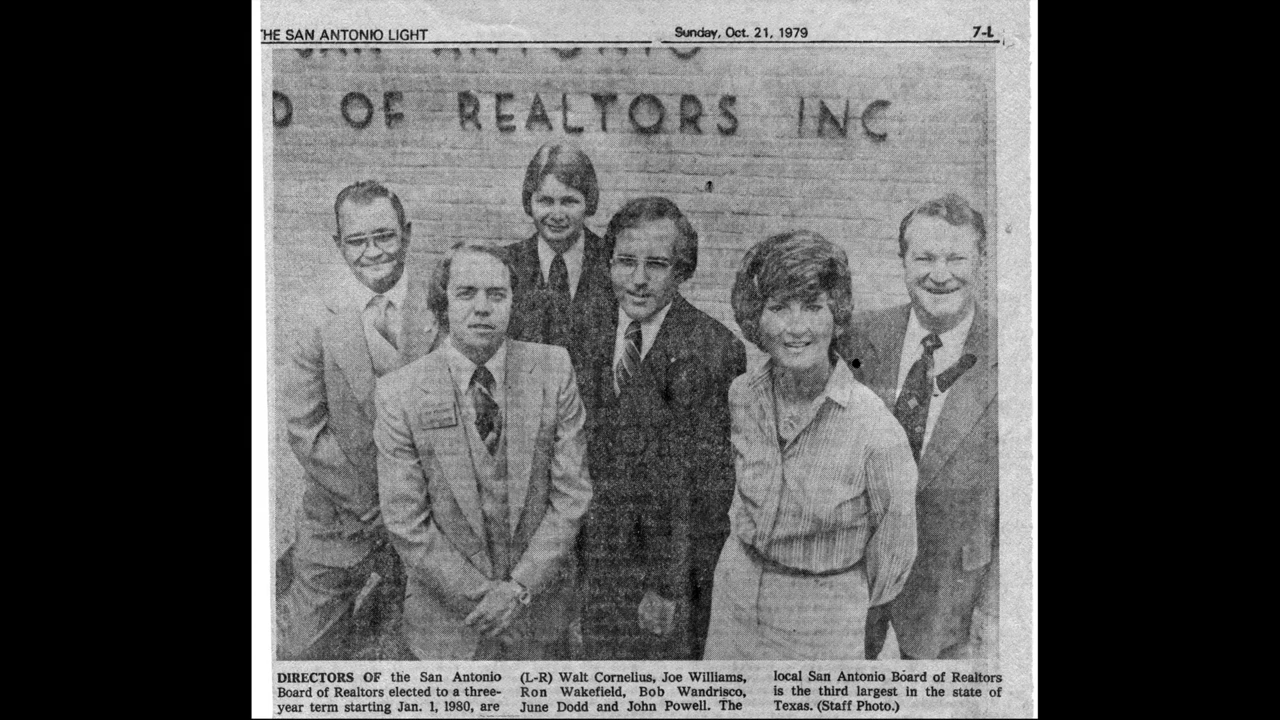 THE SAN ANTONIO LIGHT
Sunday, Oct. 21, 1979
7-L
SAN ANTONIO
D OF REALTORS INC
DIRECTORS OF the San Antonio
Board of Realtors elected to a three-
year term starting Jan. 1, 1980, are
(L-R) Walt Cornelius, Joe Williams,
Ron Wakefield, Bob Wandrisco,
June Dodd and John Powell. The
local San Antonio Board of Realtors
is the third largest in the state of
Texas. (Staff Photo.)